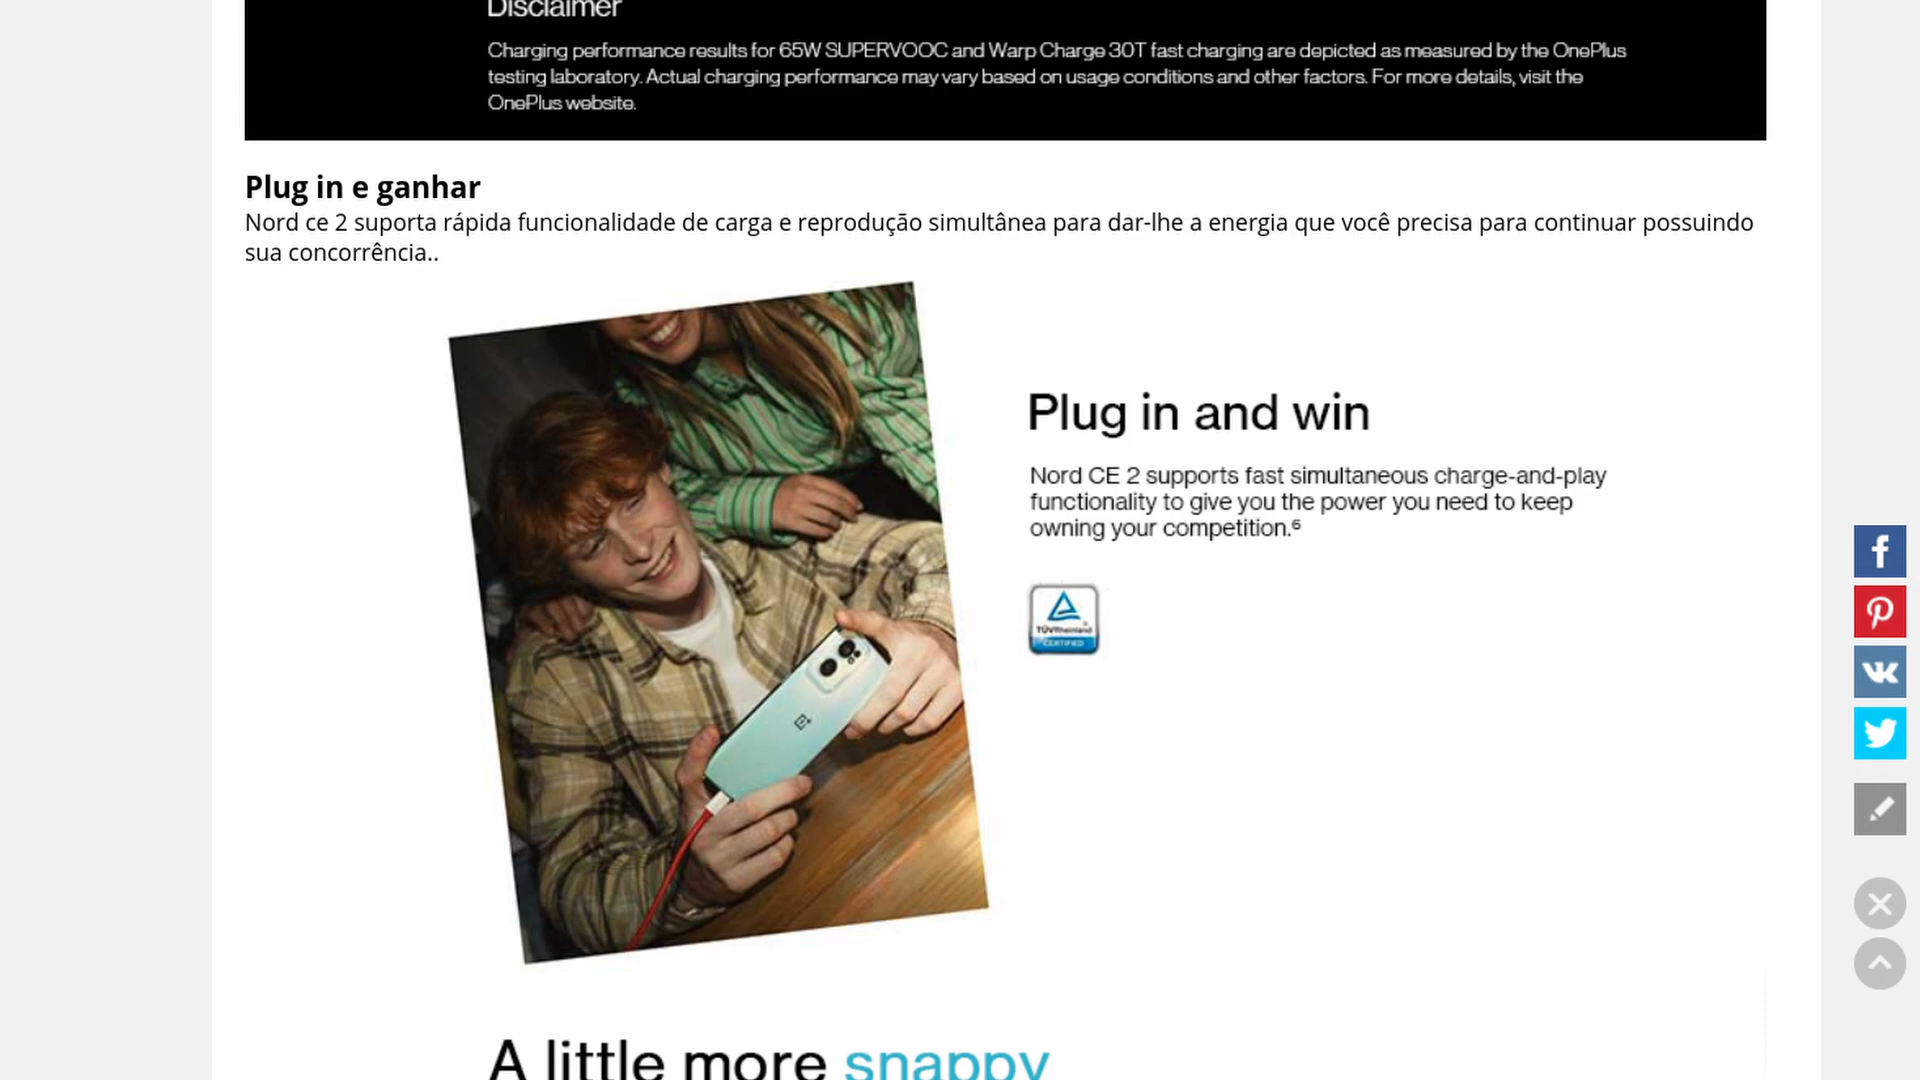 Disclaimer
Charging performance results for 65W SUPERVOOC and Warp Charge 30T fast charging are depicted as measured by the OnePlus
testing laboratory. Actual charging performance may vary based on usage conditions and other factors. For more details, visit the
OnePlus website.
Plug in e ganhar
Nord ce 2 suporta rápida funcionalidade de carga e reprodução simultânea para dar-lhe a energia que você precisa para continuar possuindo
sua concorrência..
Plug in and win
Nord CE 2 supports fast simultaneous charge-and-play
functionality to give you the power you need to keep
owning your competition.⁶
TÜVRheinland
CERTIFIED
A little more snappy